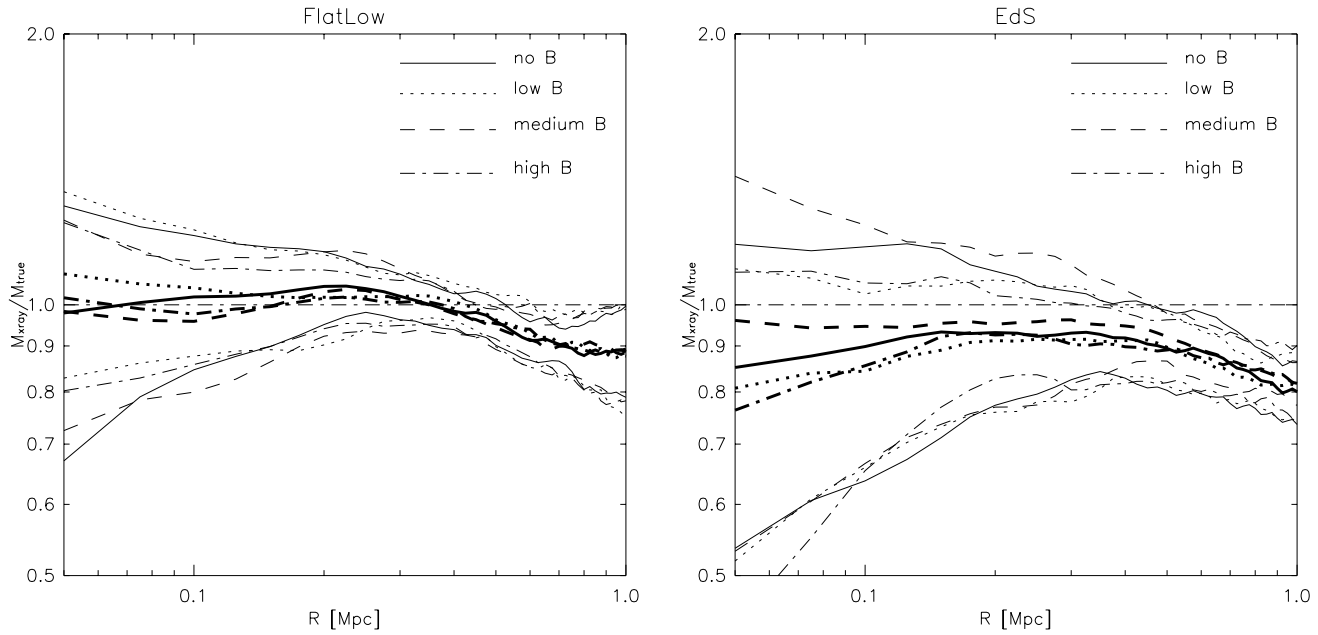 FlatLow
2.0
no B
low B
medium B
high B
Mxray/Mtrue
1.0
0.9
0.8
0.7
0.6
0.5
0.1
1.0
R [Mpc]
EdS
2.0
no B
low B
medium B
high B
Mxray/Mtrue
1.0
0.9
0.8
0.7
0.6
0.5
0.1
1.0
R [Mpc]